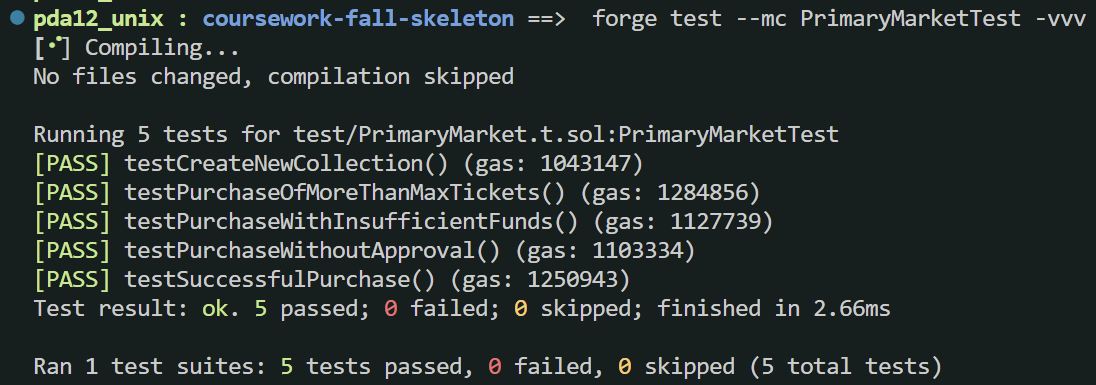 pda12_unix : coursework-fall-skeleton ==>  forge test --mc PrimaryMarketTest -vvv
[⠊] Compiling...
No files changed, compilation skipped

Running 5 tests for test/PrimaryMarket.t.sol:PrimaryMarketTest
[PASS] testCreateNewCollection() (gas: 1043147)
[PASS] testPurchaseOfMoreThanMaxTickets() (gas: 1284856)
[PASS] testPurchaseWithInsufficientFunds() (gas: 1127739)
[PASS] testPurchaseWithoutApproval() (gas: 1103334)
[PASS] testSuccessfulPurchase() (gas: 1250943)
Test result: ok. 5 passed; 0 failed; 0 skipped; finished in 2.66ms

Ran 1 test suites: 5 tests passed, 0 failed, 0 skipped (5 total tests)